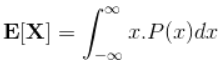 E[X] = ∫_{-∞}^{∞} x.P(x)dx